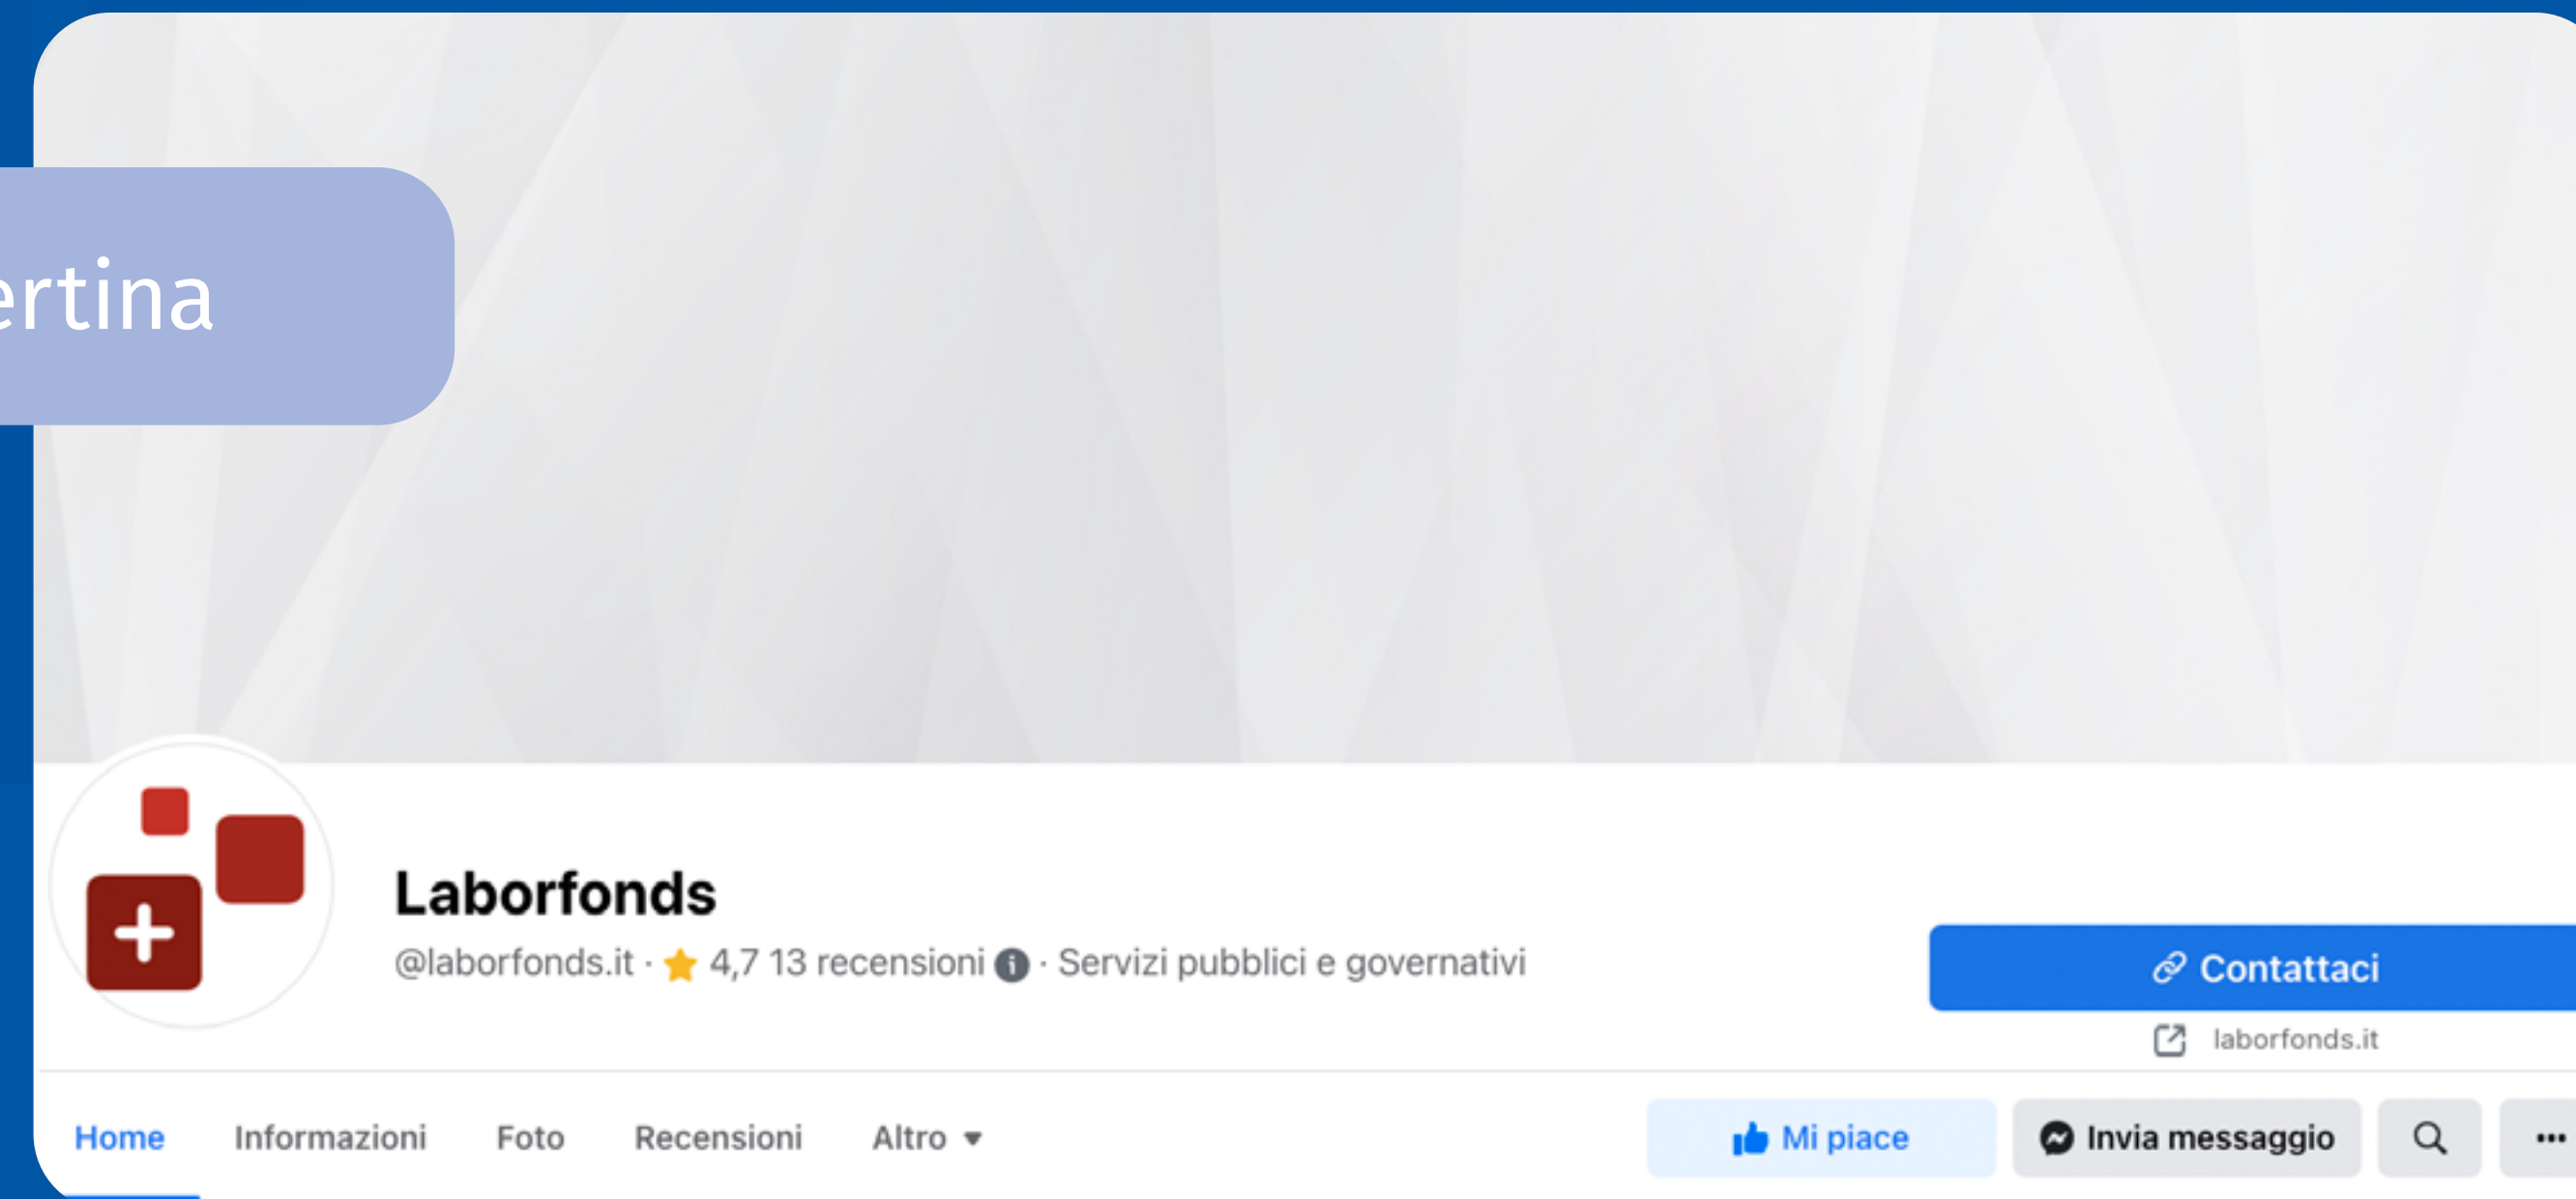 ertina
Laborfonds
@laborfonds.it · 4,7 13 recensioni · Servizi pubblici e governativi
Contattaci
laborfonds.it
Home Informazioni Foto Recensioni Altro
Mi piace Invia messaggio